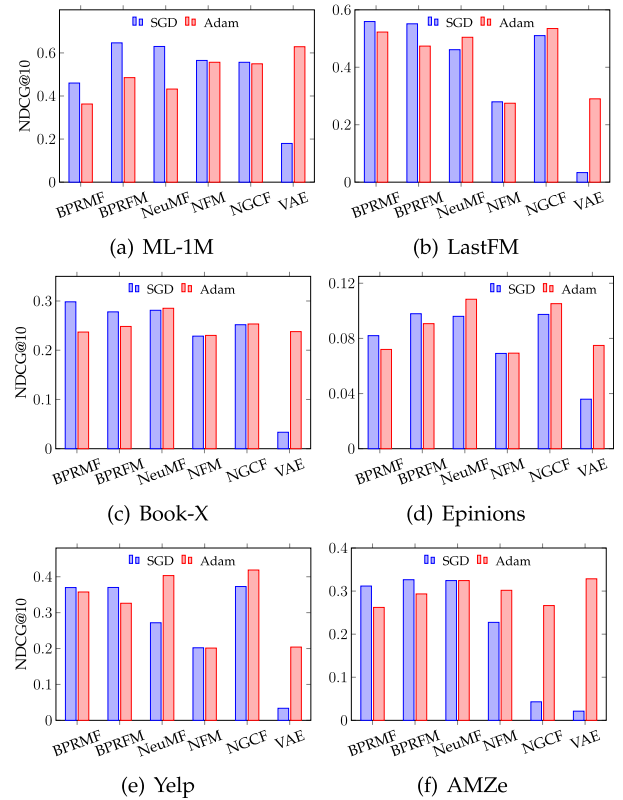 SGD Adam
NDCG@10
0.6
0.4
0.2
0
BPRMF BPRFM NeuMF NFM NGCF VAE
(a) ML-1M
SGD Adam
0.6
0.4
0.2
0
BPRMF BPRFM NeuMF NFM NGCF VAE
(b) LastFM
SGD Adam
NDCG@10
0.3
0.2
0.1
0
BPRMF BPRFM NeuMF NFM NGCF VAE
(c) Book-X
SGD Adam
0.12
0.08
0.04
0
BPRMF BPRFM NeuMF NFM NGCF VAE
(d) Epinions
SGD Adam
NDCG@10
0.4
0.3
0.2
0.1
0
BPRMF BPRFM NeuMF NFM NGCF VAE
(e) Yelp
SGD Adam
0.4
0.3
0.2
0.1
0
BPRMF BPRFM NeuMF NFM NGCF VAE
(f) AMZe